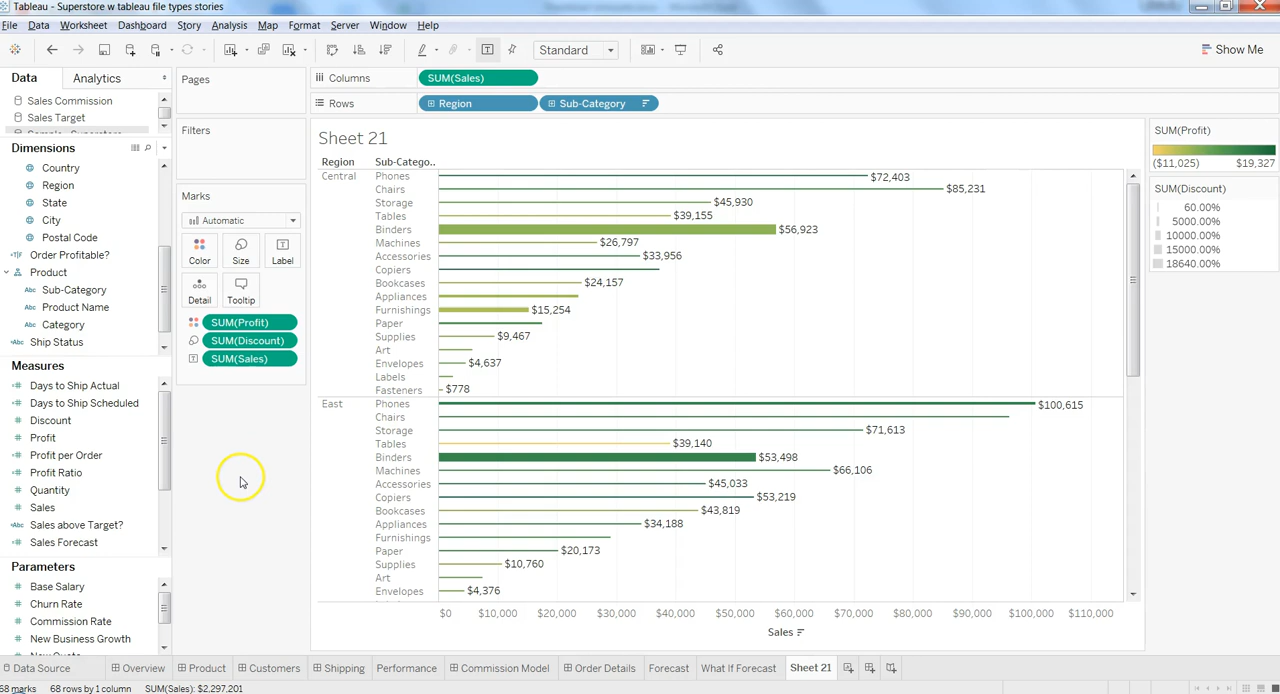 Tableau - Superstore w tableau file types stories
File Data Worksheet Dashboard Story Analysis Map Format Server Window Help
Standard
Show Me
Data Analytics
Sales Commission
Sales Target
Dimensions
Country
Region
State
City
Postal Code
Order Profitable?
Product
Sub-Category
Product Name
Category
Ship Status
Measures
Days to Ship Actual
Days to Ship Scheduled
Discount
Profit
Profit per Order
Profit Ratio
Quantity
Sales
Sales above Target?
Sales Forecast
Parameters
Base Salary
Churn Rate
Commission Rate
New Business Growth
Pages
Filters
Marks
Automatic
Color Size Label
Detail Tooltip
SUM(Profit)
SUM(Discount)
SUM(Sales)
Columns SUM(Sales)
Rows Region Sub-Category
Sheet 21
Region Sub-Catego..
Central Phones $72,403
Chairs $85,231
Storage $45,930
Tables $39,155
Binders $56,923
Machines $26,797
Accessories $33,956
Copiers
Bookcases $24,157
Appliances
Furnishings $15,254
Paper
Supplies $9,467
Art
Envelopes $4,637
Labels
Fasteners $778
East Phones $100,615
Chairs
Storage $71,613
Tables $39,140
Binders $53,498
Machines $66,106
Accessories $45,033
Copiers $53,219
Bookcases $43,819
Appliances $34,188
Furnishings
Paper $20,173
Supplies $10,760
Art
Envelopes $4,376
$0 $10,000 $20,000 $30,000 $40,000 $50,000 $60,000 $70,000 $80,000 $90,000 $100,000 $110,000
Sales
SUM(Profit)
($11,025) $19,327
SUM(Discount)
60.00%
5000.00%
10000.00%
15000.00%
18640.00%
Data Source Overview Product Customers Shipping Performance Commission Model Order Details Forecast What If Forecast Sheet 21
68 marks 68 rows by 1 column SUM(Sales): $2,297,201